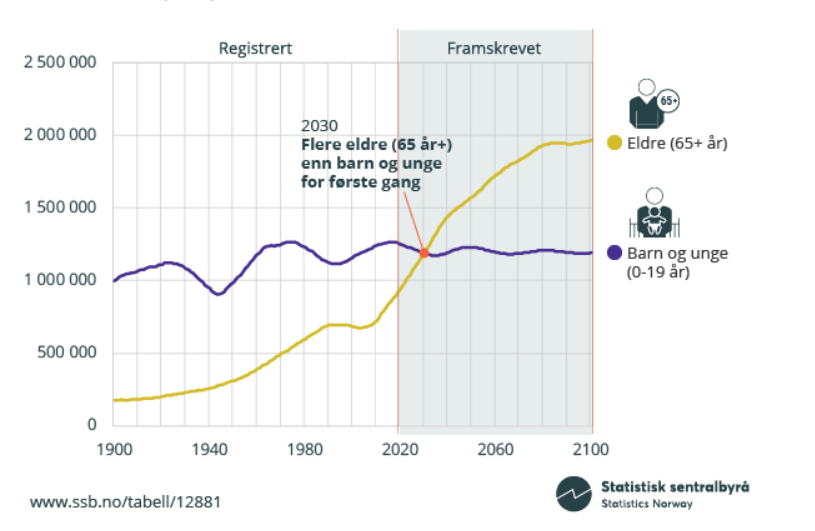 Registrert
Framskrevet
2 500 000
2 000 000
1 500 000
1 000 000
500 000
0
2030
Flere eldre (65 år+)
enn barn og unge
for første gang
1900
1940
1980
2020
2060
2100
65+
Eldre (65+ år)
Barn og unge
(0-19 år)
www.ssb.no/tabell/12881
Statistisk sentralbyrå
Statistics Norway